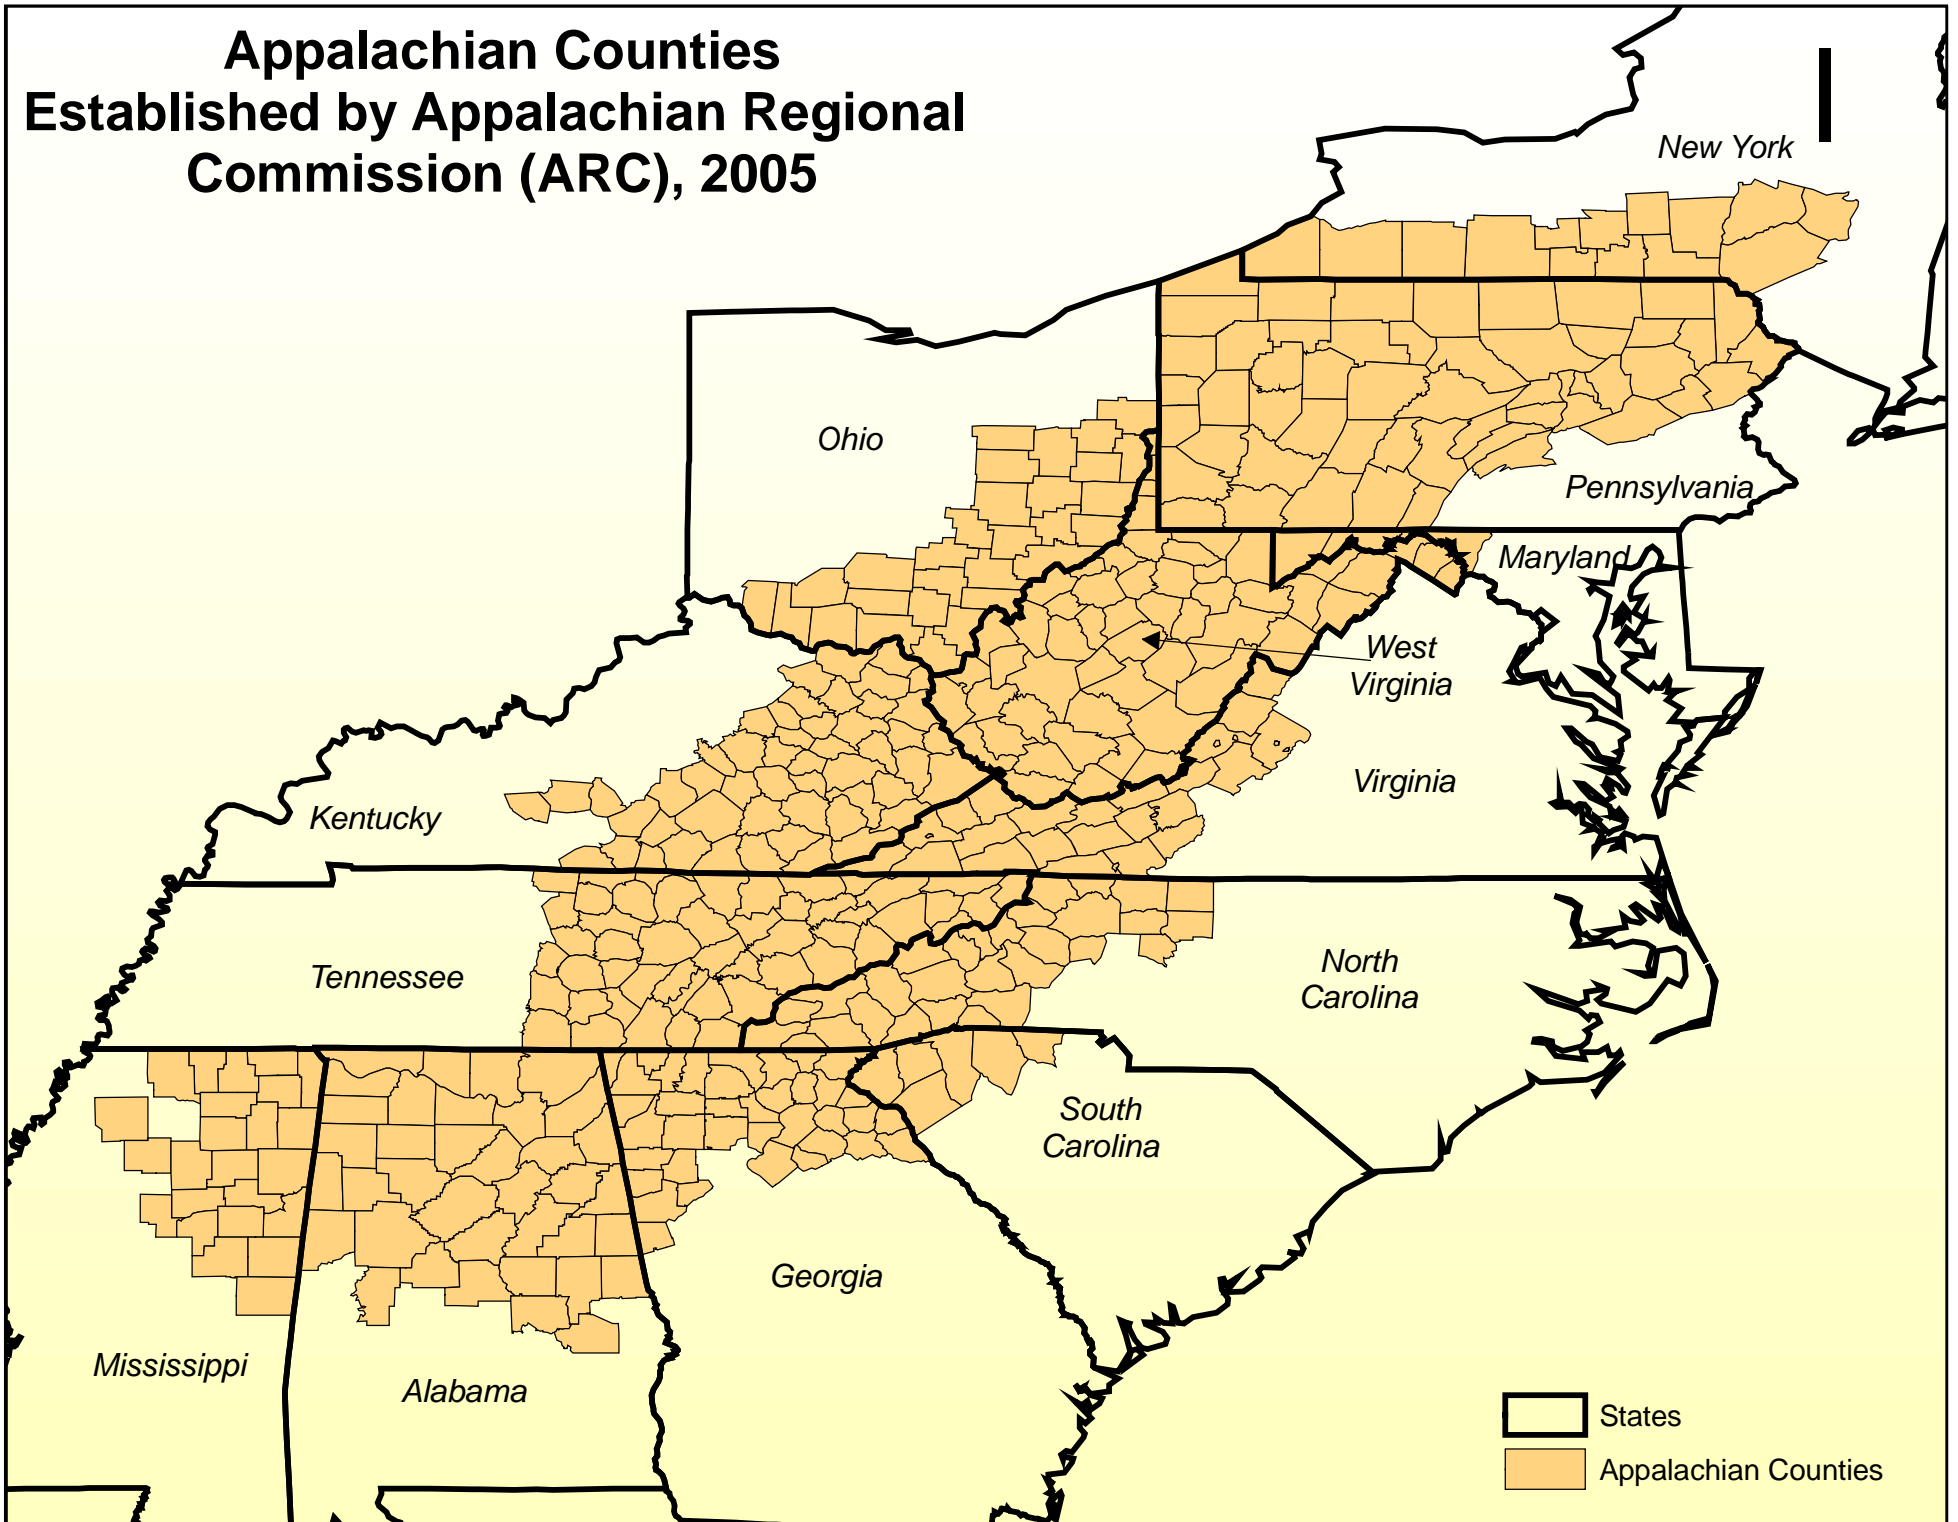 Appalachian Counties
Established by Appalachian Regional
Commission (ARC), 2005
New York
Ohio
Pennsylvania
Maryland
West
Virginia
Virginia
Kentucky
North
Carolina
Tennessee
South
Carolina
Georgia
Mississippi
Alabama
States
Appalachian Counties